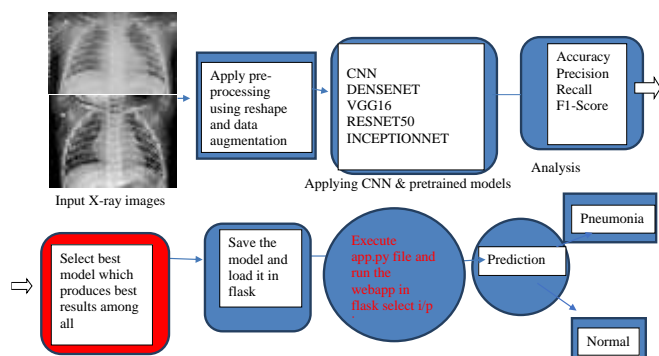 Apply pre-
processing
using reshape
and data
augmentation
CNN
DENSENET
VGG16
RESNET50
INCEPTIONNET
Accuracy
Precision
Recall
F1-Score
Analysis
Applying CNN & pretrained models
Input X-ray images
Select best
model which
produces best
results among
all
Save the
model and
load it in
flask
Execute
app.py file and
run the
webapp in
flask select i/p
Prediction
Pneumonia
Normal